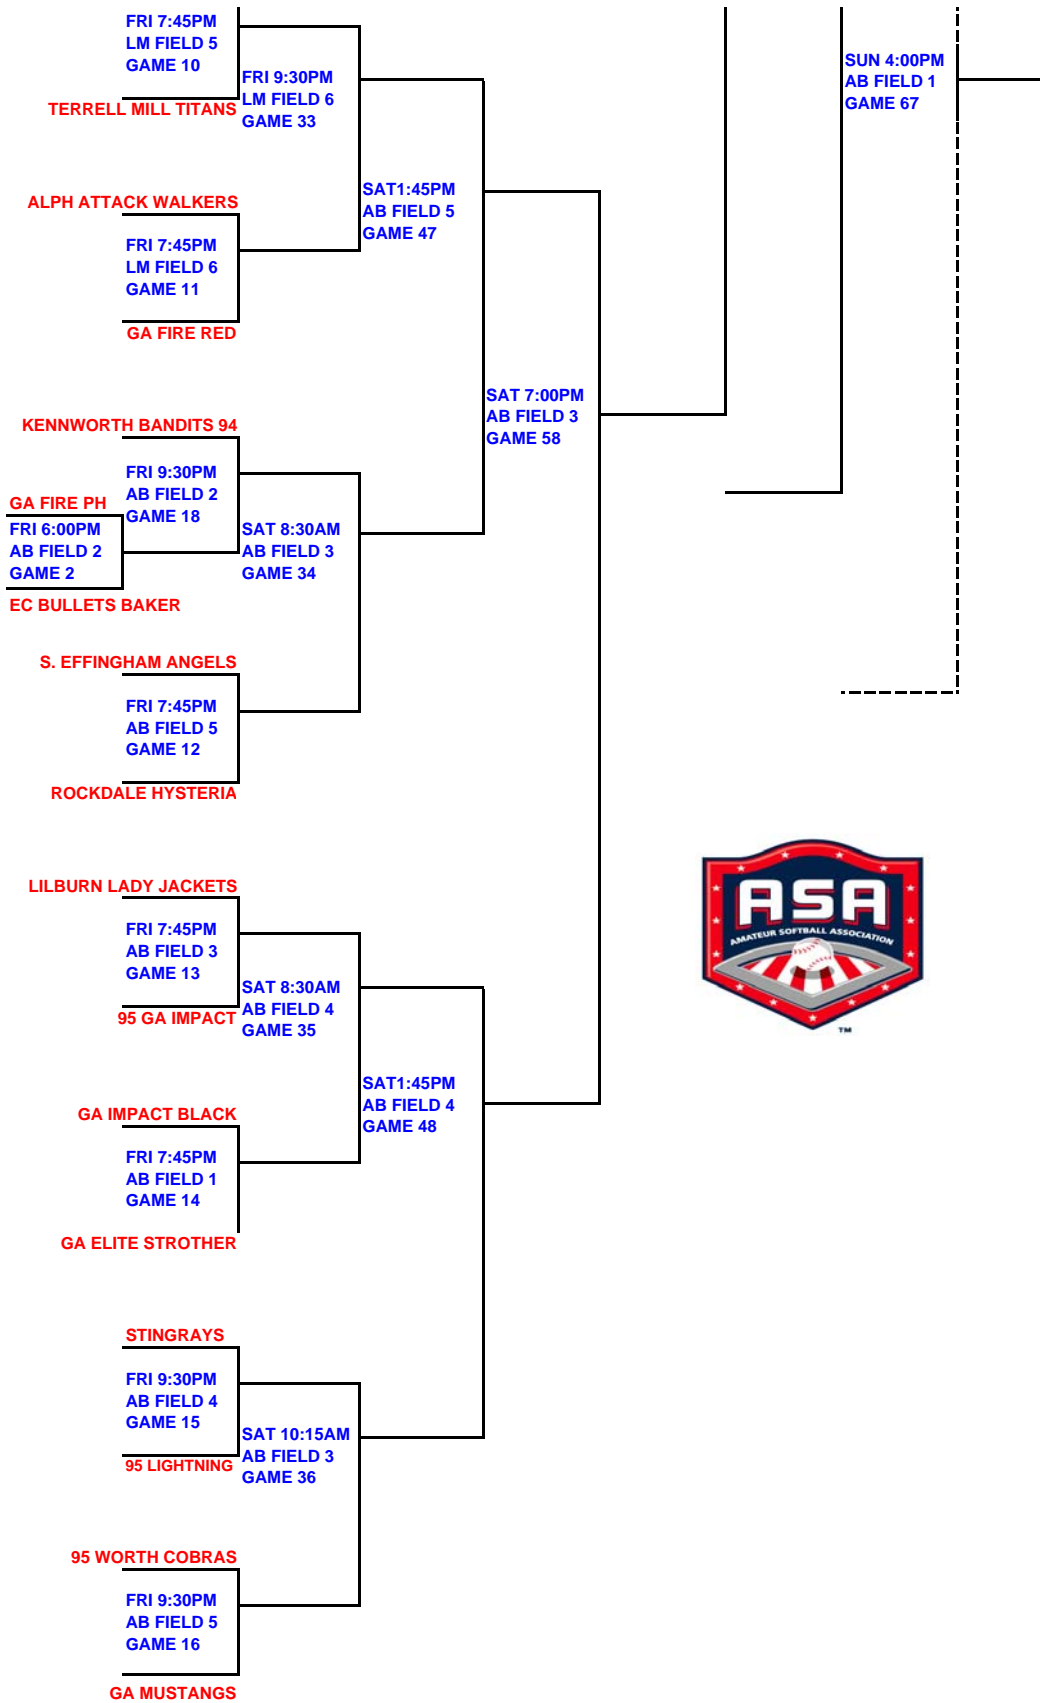 FRI 7:45PM
LM FIELD 5
GAME 10
TERRELL MILL TITANS
FRI 9:30PM
LM FIELD 6
GAME 33
SUN 4:00PM
AB FIELD 1
GAME 67
ALPH ATTACK WALKERS
FRI 7:45PM
LM FIELD 6
GAME 11
GA FIRE RED
SAT1:45PM
AB FIELD 5
GAME 47
SAT 7:00PM
AB FIELD 3
GAME 58
KENNWORTH BANDITS 94
FRI 9:30PM
AB FIELD 2
GAME 18
GA FIRE PH
FRI 6:00PM
AB FIELD 2
GAME 2
EC BULLETS BAKER
SAT 8:30AM
AB FIELD 3
GAME 34
S. EFFINGHAM ANGELS
FRI 7:45PM
AB FIELD 5
GAME 12
ROCKDALE HYSTERIA
LILBURN LADY JACKETS
FRI 7:45PM
AB FIELD 3
GAME 13
95 GA IMPACT
SAT 8:30AM
AB FIELD 4
GAME 35
ASA
AMATEUR SOFTBALL ASSOCIATION
TM
SAT1:45PM
AB FIELD 4
GAME 48
GA IMPACT BLACK
FRI 7:45PM
AB FIELD 1
GAME 14
GA ELITE STROTHER
STINGRAYS
FRI 9:30PM
AB FIELD 4
GAME 15
95 LIGHTNING
SAT 10:15AM
AB FIELD 3
GAME 36
95 WORTH COBRAS
FRI 9:30PM
AB FIELD 5
GAME 16
GA MUSTANGS